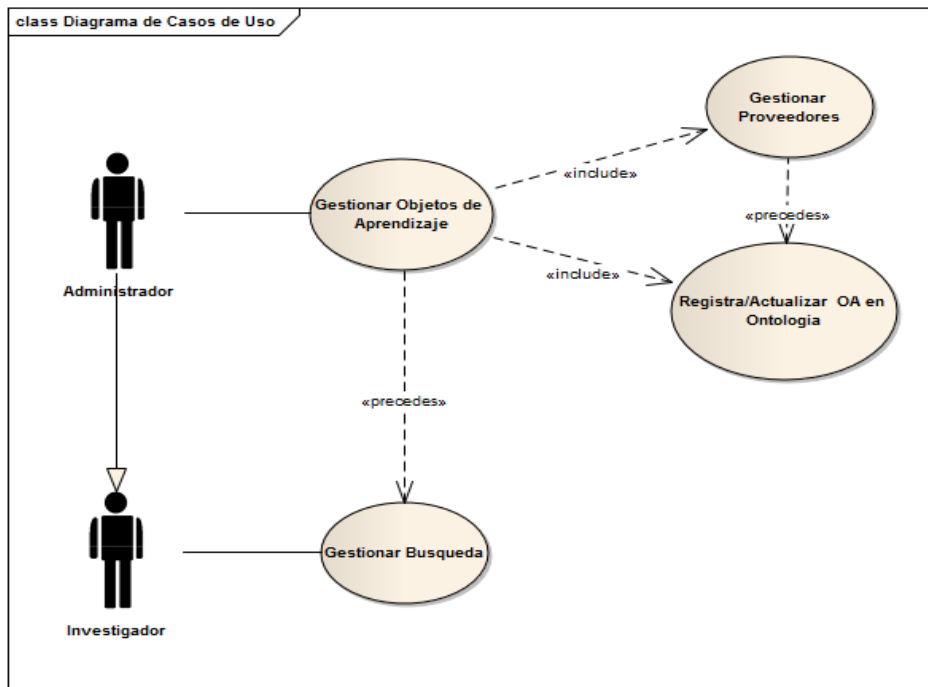 class Diagrama de Casos de Uso
Gestionar
Proveedores
«include»
Gestionar Objetos de
Aprendizaje
«precedes»
«include»
Administrador
Registra/Actualizar OA en
Ontologia
«precedes»
Gestionar Busqueda
Investigador